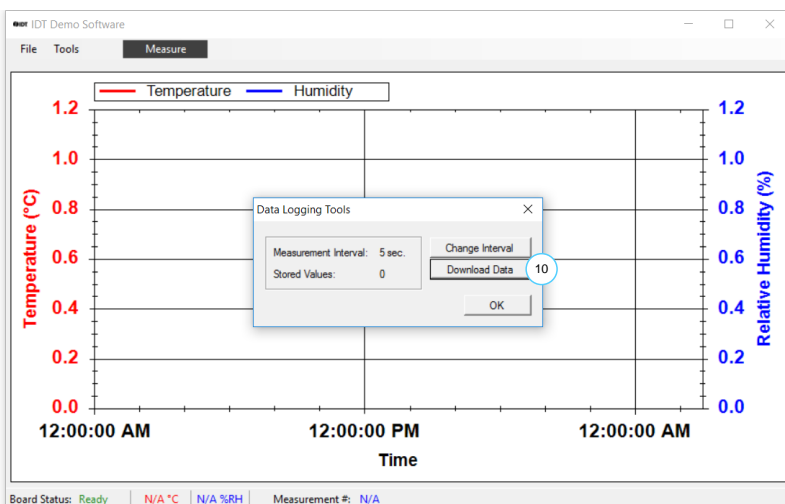 IDT IDT Demo Software
File Tools Measure
Temperature Humidity
1.2 1.2
1.0 1.0
0.8 0.8
0.6 0.6
0.4 0.4
0.2 0.2
0.0 0.0
Temperature (°C)
Relative Humidity (%)
Data Logging Tools
Measurement Interval: 5 sec. Change Interval
Stored Values: 0 Download Data 10
OK
12:00:00 AM 12:00:00 PM 12:00:00 AM
Time
Board Status: Ready N/A °C N/A %RH Measurement #: N/A